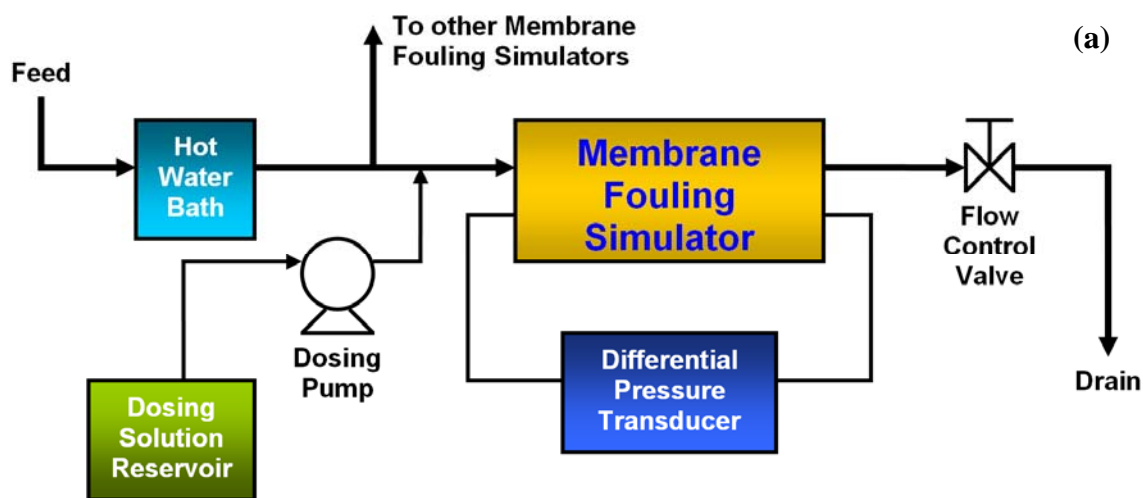 To other Membrane
Fouling Simulators
(a)
Feed
Hot
Water
Bath
Membrane
Fouling
Simulator
Flow
Control
Valve
Dosing
Pump
Differential
Pressure
Transducer
Drain
Dosing
Solution
Reservoir